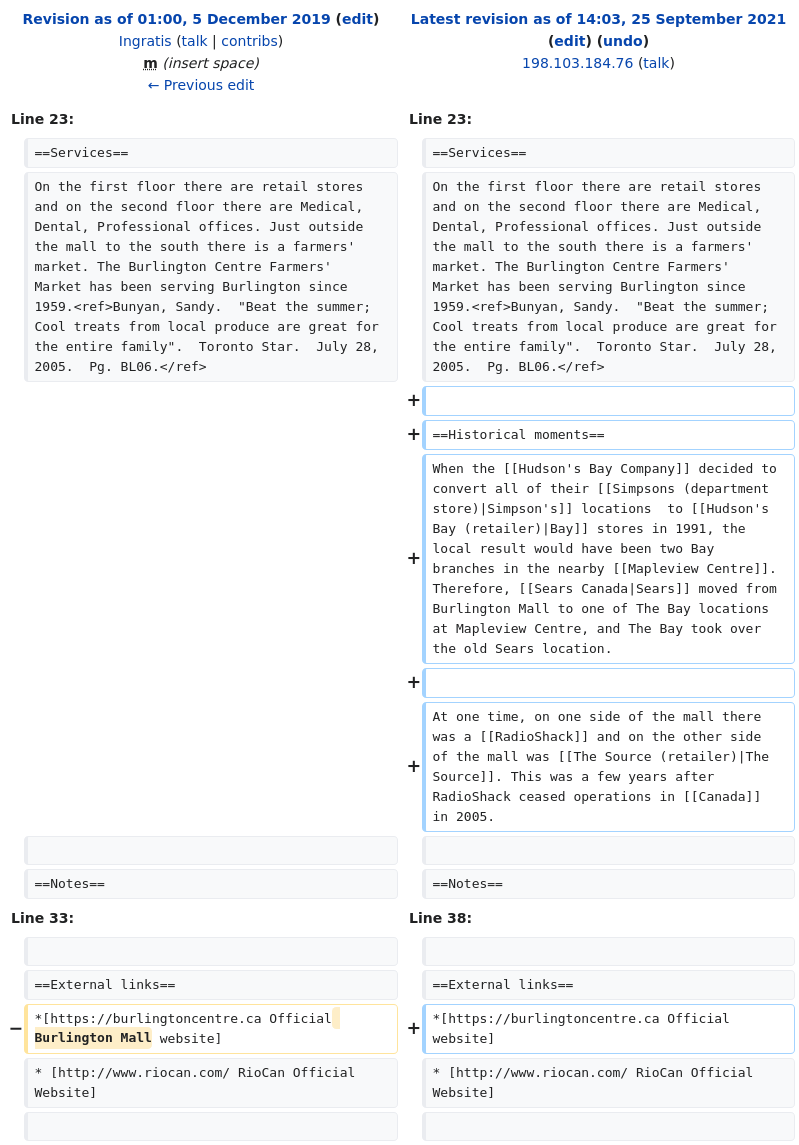 Revision as of 01:00, 5 December 2019 (edit)
Ingratis (talk | contribs)
m (insert space)
← Previous edit
Latest revision as of 14:03, 25 September 2021
(edit) (undo)
198.103.184.76 (talk)
Line 23:
Line 23:
==Services==
On the first floor there are retail stores
and on the second floor there are Medical,
Dental, Professional offices. Just outside
the mall to the south there is a farmers'
market. The Burlington Centre Farmers'
Market has been serving Burlington since
1959.<ref>Bunyan, Sandy.  "Beat the summer;
Cool treats from local produce are great for
the entire family".  Toronto Star.  July 28,
2005.  Pg. BL06.</ref>
==Services==
On the first floor there are retail stores
and on the second floor there are Medical,
Dental, Professional offices. Just outside
the mall to the south there is a farmers'
market. The Burlington Centre Farmers'
Market has been serving Burlington since
1959.<ref>Bunyan, Sandy.  "Beat the summer;
Cool treats from local produce are great for
the entire family".  Toronto Star.  July 28,
2005.  Pg. BL06.</ref>
+
+ ==Historical moments==
When the [[Hudson's Bay Company]] decided to
convert all of their [[Simpsons (department
store)|Simpson's]] locations  to [[Hudson's
Bay (retailer)|Bay]] stores in 1991, the
local result would have been two Bay
+ branches in the nearby [[Mapleview Centre]].
Therefore, [[Sears Canada|Sears]] moved from
Burlington Mall to one of The Bay locations
at Mapleview Centre, and The Bay took over
the old Sears location.
+
At one time, on one side of the mall there
was a [[RadioShack]] and on the other side
of the mall was [[The Source (retailer)|The
+ Source]]. This was a few years after
RadioShack ceased operations in [[Canada]]
in 2005.
==Notes==
==Notes==
Line 33:
Line 38:
==External links==
==External links==
− *[https://burlingtoncentre.ca Official
Burlington Mall website]
+ *[https://burlingtoncentre.ca Official
website]
* [http://www.riocan.com/ RioCan Official
Website]
* [http://www.riocan.com/ RioCan Official
Website]